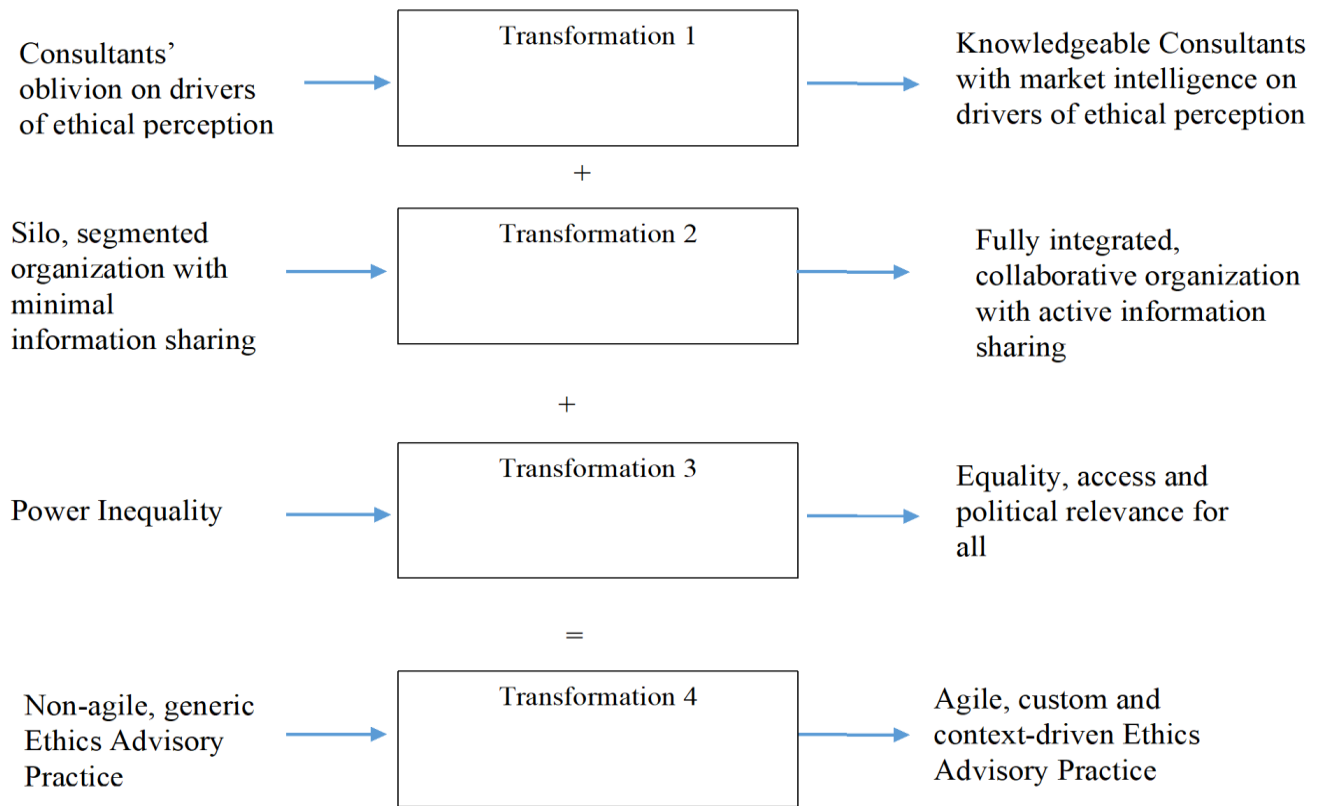 Consultants’
oblivion on drivers
of ethical perception
Transformation 1
Knowledgeable Consultants
with market intelligence on
drivers of ethical perception
+
Silo, segmented
organization with
minimal
information sharing
Transformation 2
Fully integrated,
collaborative organization
with active information
sharing
+
Power Inequality
Transformation 3
Equality, access and
political relevance for
all
=
Non-agile, generic
Ethics Advisory
Practice
Transformation 4
Agile, custom and
context-driven Ethics
Advisory Practice